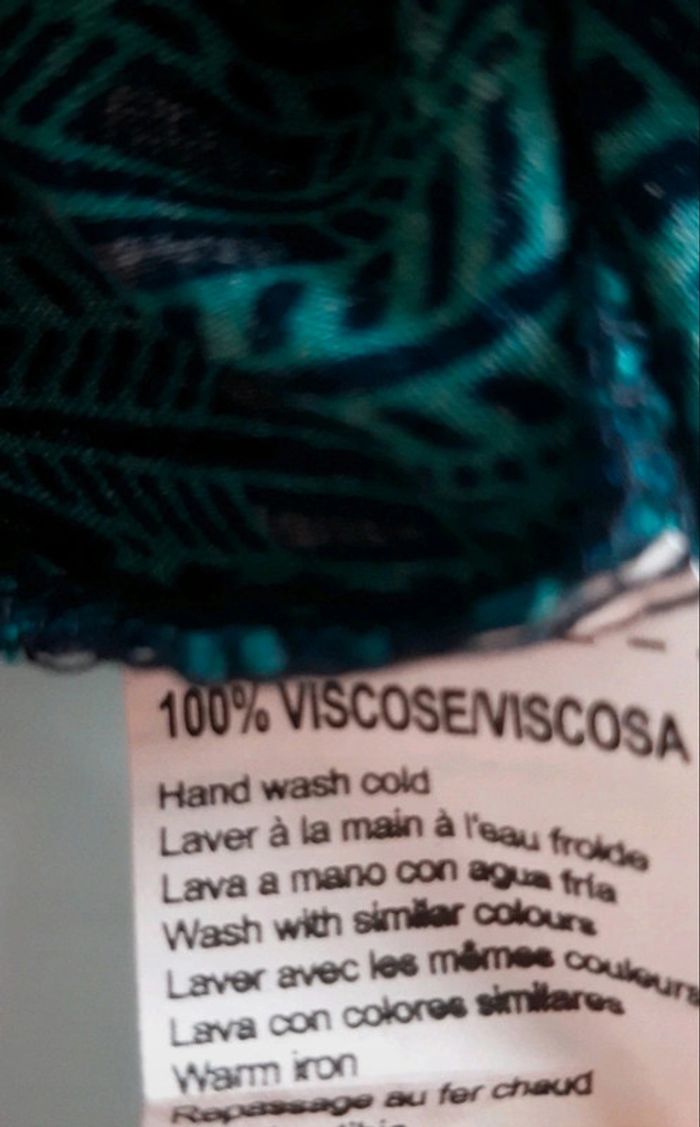 100% VISCOSE/VISCOSA
Hand wash cold
Laver à la main à l'eau froide
Lava a mano con agua fría
Wash with similar colours
Laver avec les mêmes couleurs
Lava con colores similares
Warm iron
Repassage au fer chaud